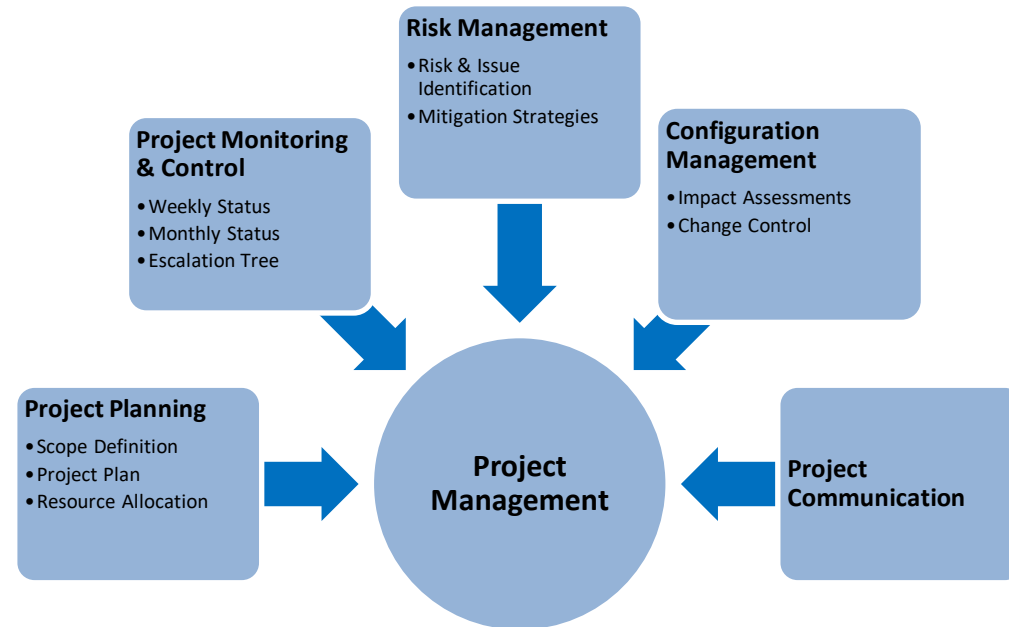 Risk Management
•Risk & Issue
Identification
•Mitigation Strategies
Project Monitoring
& Control
•Weekly Status
•Monthly Status
•Escalation Tree
Configuration
Management
•Impact Assessments
•Change Control
Project Planning
•Scope Definition
•Project Plan
•Resource Allocation
Project
Management
Project
Communication